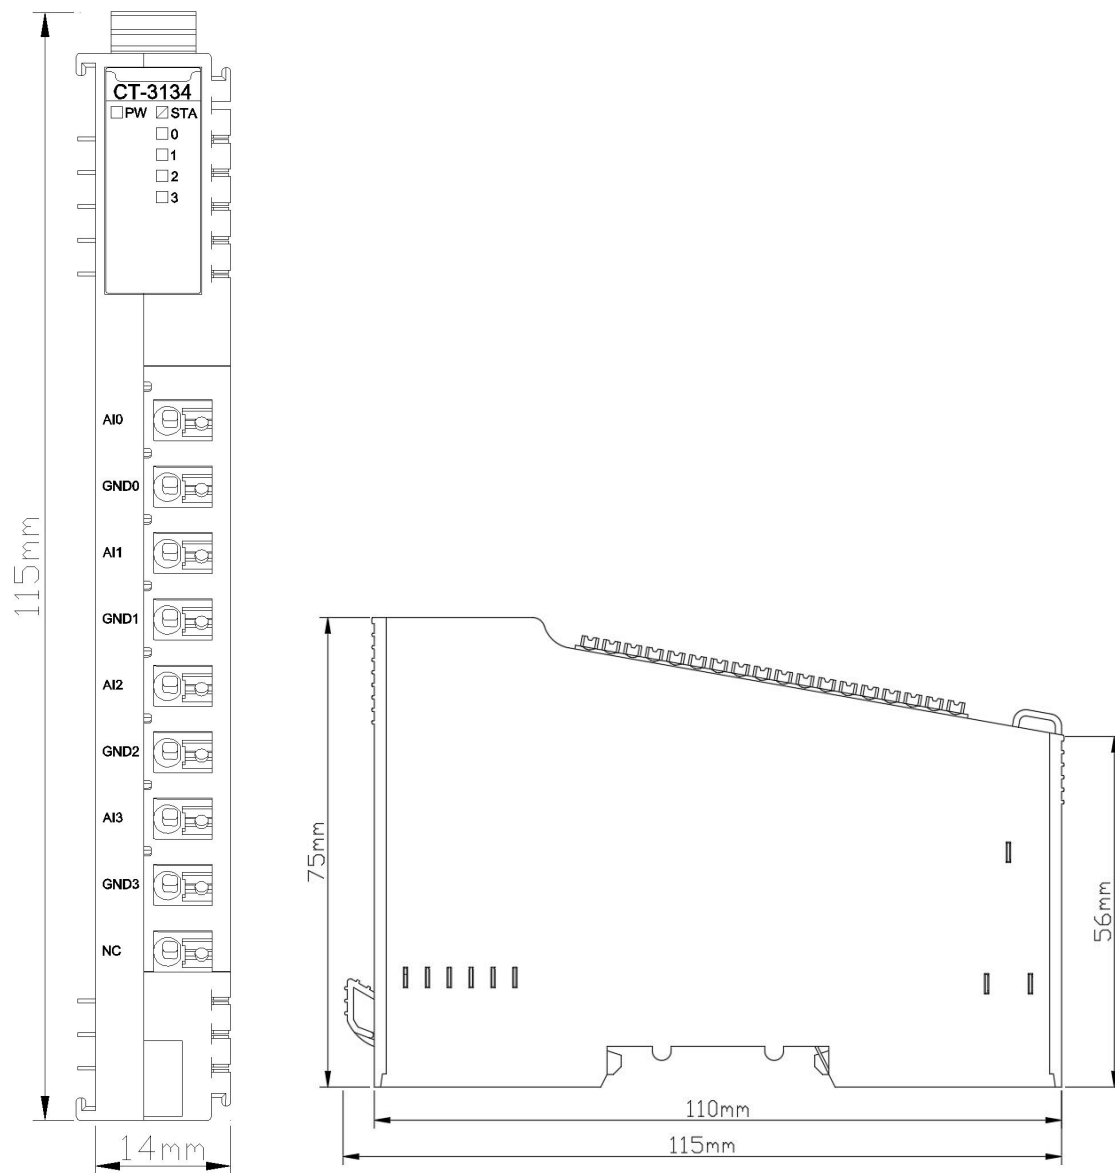 CT-3134
PW STA
0
1
2
3
AI0
GND0
AI1
GND1
AI2
GND2
AI3
GND3
NC
115mm
14mm
75mm
56mm
110mm
115mm